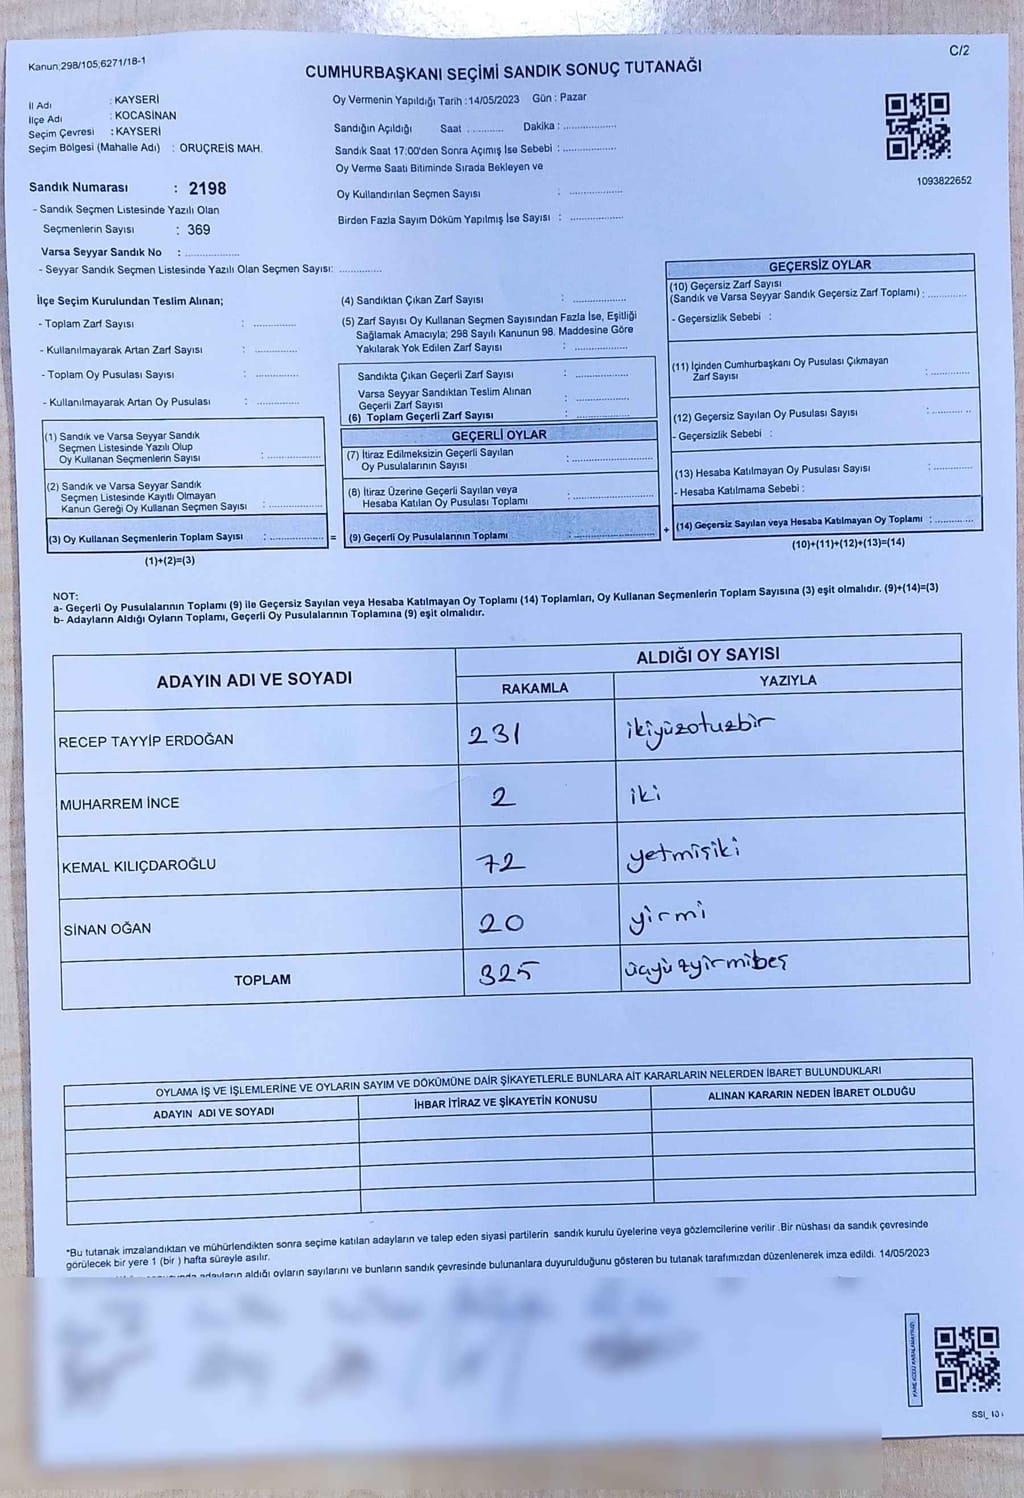 Kanun;298/105;6271/18-1
C/2
CUMHURBAŞKANI SEÇİMİ SANDIK SONUÇ TUTANAĞI
İl Adı : KAYSERİ
İlçe Adı : KOCASİNAN
Seçim Çevresi : KAYSERİ
Seçim Bölgesi (Mahalle Adı) : ORUÇREİS MAH.
Sandık Numarası : 2198
- Sandık Seçmen Listesinde Yazılı Olan
Seçmenlerin Sayısı : 369
Varsa Seyyar Sandık No : ................
- Seyyar Sandık Seçmen Listesinde Yazılı Olan Seçmen Sayısı: .............
Oy Vermenin Yapıldığı Tarih :14/05/2023 Gün : Pazar
Sandığın Açıldığı Saat ........... Dakika : ................
Sandık Saat 17:00'den Sonra Açımış İse Sebebi : ................
Oy Verme Saati Bitiminde Sırada Bekleyen ve
Oy Kullandırılan Seçmen Sayısı : ................
Birden Fazla Sayım Döküm Yapılmış İse Sayısı : ................
1093822652
İlçe Seçim Kurulundan Teslim Alınan;
- Toplam Zarf Sayısı : .............
- Kullanılmayarak Artan Zarf Sayısı : .............
- Toplam Oy Pusulası Sayısı : .............
- Kullanılmayarak Artan Oy Pusulası : .............
(1) Sandık ve Varsa Seyyar Sandık
Seçmen Listesinde Yazılı Olup
Oy Kullanan Seçmenlerin Sayısı : ................
(2) Sandık ve Varsa Seyyar Sandık
Seçmen Listesinde Kayıtlı Olmayan
Kanun Gereği Oy Kullanan Seçmen Sayısı : ................
(3) Oy Kullanan Seçmenlerin Toplam Sayısı : ................ =
(1)+(2)=(3)
(4) Sandıktan Çıkan Zarf Sayısı : ................
(5) Zarf Sayısı Oy Kullanan Seçmen Sayısından Fazla İse, Eşitliği
Sağlamak Amacıyla; 298 Sayılı Kanunun 98. Maddesine Göre
Yakılarak Yok Edilen Zarf Sayısı : ................
Sandıkta Çıkan Geçerli Zarf Sayısı : ................
Varsa Seyyar Sandıktan Teslim Alınan
Geçerli Zarf Sayısı : ................
(6) Toplam Geçerli Zarf Sayısı : ................
GEÇERLİ OYLAR
(7) İtiraz Edilmeksizin Geçerli Sayılan
Oy Pusulalarının Sayısı : ................
(8) İtiraz Üzerine Geçerli Sayılan veya
Hesaba Katılan Oy Pusulası Toplamı : ................
(9) Geçerli Oy Pusulalarının Toplamı : ................ +
GEÇERSİZ OYLAR
(10) Geçersiz Zarf Sayısı
(Sandık ve Varsa Seyyar Sandık Geçersiz Zarf Toplamı) : ............
- Geçersizlik Sebebi :
(11) İçinden Cumhurbaşkanı Oy Pusulası Çıkmayan
Zarf Sayısı : ............
(12) Geçersiz Sayılan Oy Pusulası Sayısı : ............
- Geçersizlik Sebebi :
(13) Hesaba Katılmayan Oy Pusulası Sayısı : ............
- Hesaba Katılmama Sebebi :
(14) Geçersiz Sayılan veya Hesaba Katılmayan Oy Toplamı : ............
(10)+(11)+(12)+(13)=(14)
NOT:
a- Geçerli Oy Pusulalarının Toplamı (9) ile Geçersiz Sayılan veya Hesaba Katılmayan Oy Toplamı (14) Toplamları, Oy Kullanan Seçmenlerin Toplam Sayısına (3) eşit olmalıdır. (9)+(14)=(3)
b- Adayların Aldığı Oyların Toplamı, Geçerli Oy Pusulalarının Toplamına (9) eşit olmalıdır.
ADAYIN ADI VE SOYADI ALDIĞI OY SAYISI
RAKAMLA YAZIYLA
RECEP TAYYİP ERDOĞAN 231 ikiyüzotuzbir
MUHARREM İNCE 2 iki
KEMAL KILIÇDAROĞLU 72 yetmişiki
SİNAN OĞAN 20 yirmi
TOPLAM 325 üçyüzyirmibeş
OYLAMA İŞ VE İŞLEMLERİNE VE OYLARIN SAYIM VE DÖKÜMÜNE DAİR ŞİKAYETLERLE BUNLARA AİT KARARLARIN NELERDEN İBARET BULUNDUKLARI
ADAYIN ADI VE SOYADI İHBAR İTİRAZ VE ŞİKAYETİN KONUSU ALINAN KARARIN NEDEN İBARET OLDUĞU
*Bu tutanak imzalandıktan ve mühürlendikten sonra seçime katılan adayların ve talep eden siyasi partilerin sandık kurulu üyelerine veya gözlemcilerine verilir .Bir nüshası da sandık çevresinde
görülecek bir yere 1 (bir ) hafta süreyle asılır.
adayların aldığı oyların sayılarını ve bunların sandık çevresinde bulunanlara duyurulduğunu gösteren bu tutanak tarafımızdan düzenlenerek imza edildi. 14/05/2023